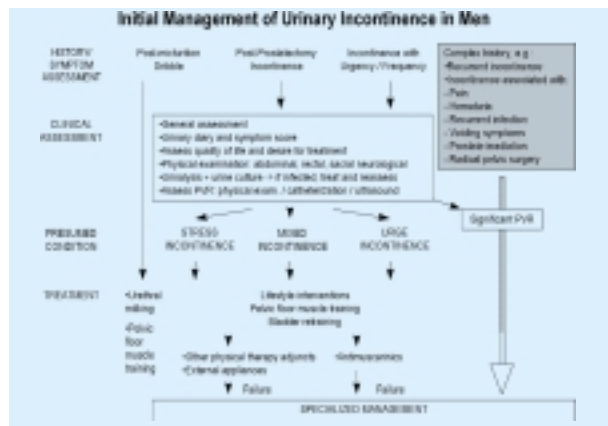 Initial Management of Urinary Incontinence in Men
HISTORY/
SYMPTOM
ASSESSMENT
Post-micturition
Dribble
Post-Prostatectomy
Incontinence
Incontinence with
Urgency / Frequency
Complex history, e.g.:
•Recurrent incontinence
•Incontinence associated with:
- Pain
- Hematuria
- Recurrent infection
- Voiding symptoms
- Prostate irradiation
- Radical pelvic surgery
CLINICAL
ASSESSMENT
•General assessment
•Urinary diary and symptom score
•Assess quality of life and desire for treatment
•Physical examination: abdominal, rectal, sacral neurological
•Urinalysis + urine culture -> if infected, treat and reassess
•Assess PVR: physical exam. / catheterization / ultrasound
Significant PVR
PRESUMED
CONDITION
STRESS
INCONTINENCE
MIXED
INCONTINENCE
URGE
INCONTINENCE
TREATMENT
•Urethral
milking
•Pelvic
floor
muscle
training
Lifestyle interventions
Pelvic floor muscle training
Bladder retraining
•Other physical therapy adjuncts
•External appliances
•Antimuscarinics
Failure
Failure
SPECIALIZED MANAGEMENT